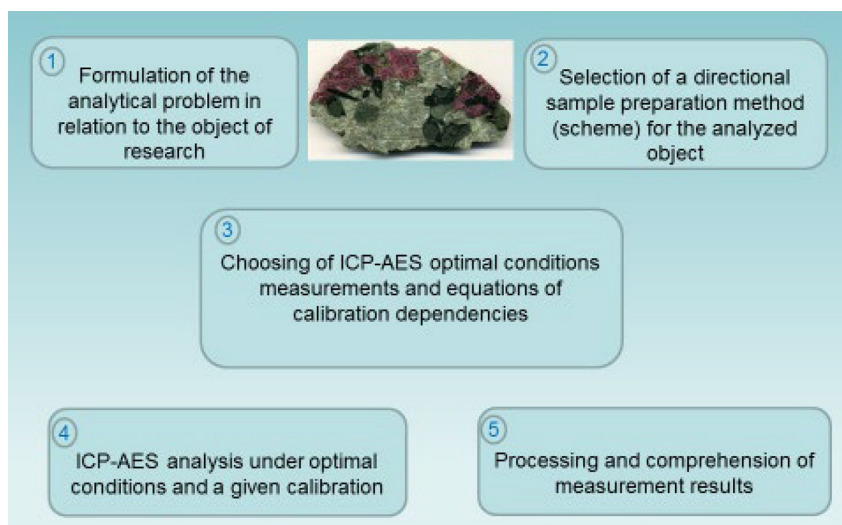 1
Formulation of the
analytical problem in
relation to the object of
research
2
Selection of a directional
sample preparation method
(scheme) for the analyzed
object
3
Choosing of ICP-AES optimal conditions
measurements and equations of
calibration dependencies
4
ICP-AES analysis under optimal
conditions and a given calibration
5
Processing and comprehension of
measurement results